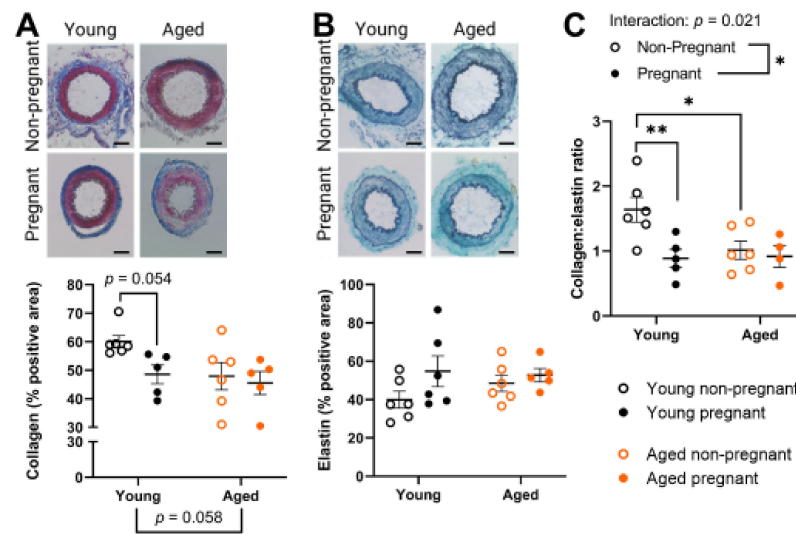 A
Young
Aged
Non-pregnant
Pregnant
p = 0.054
Collagen (% positive area)
80
70
60
50
40
30
30
0
Young
Aged
p = 0.058
B
Young
Aged
Non-pregnant
Pregnant
Elastin (% positive area)
100
80
60
40
20
0
Young
Aged
C
Interaction: p = 0.021
Non-Pregnant
Pregnant
*
*
**
Collagen:elastin ratio
3
2
1
0
Young
Aged
Young non-pregnant
Young pregnant
Aged non-pregnant
Aged pregnant